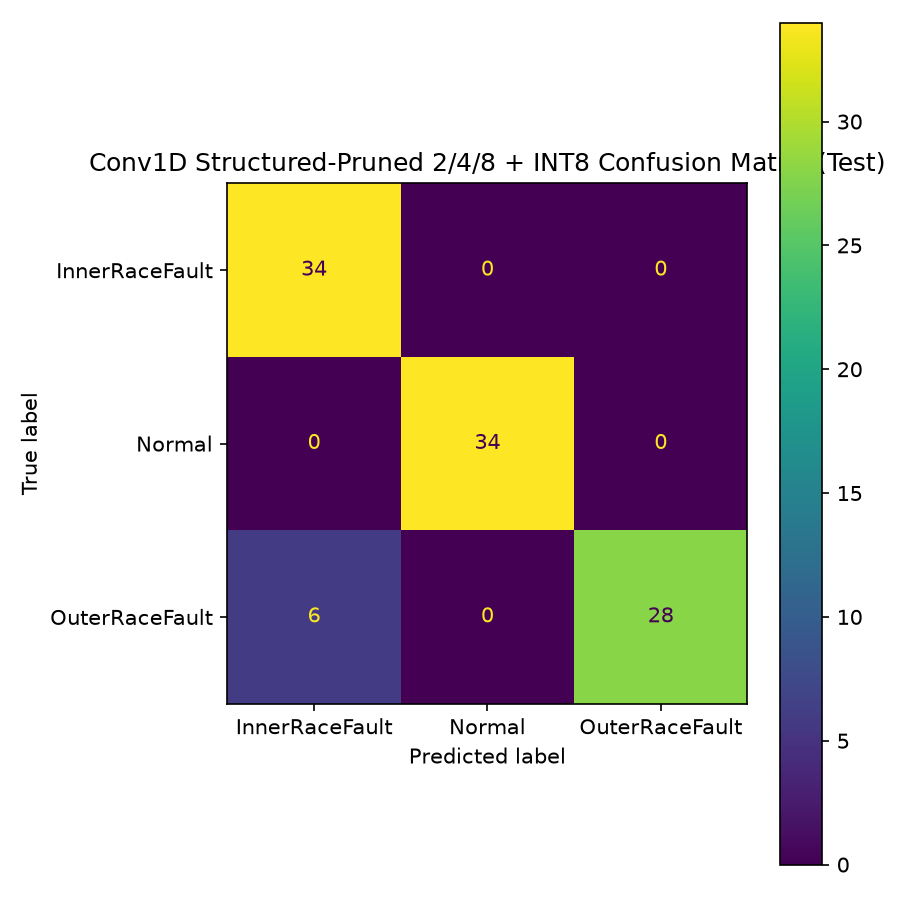 Conv1D Structured-Pruned 2/4/8 + INT8 Confusion Mat (Test)
InnerRaceFault 34 0 0
Normal 0 34 0
OuterRaceFault 6 0 28
InnerRaceFault Normal OuterRaceFault
Predicted label
True label
30
25
20
15
10
5
0